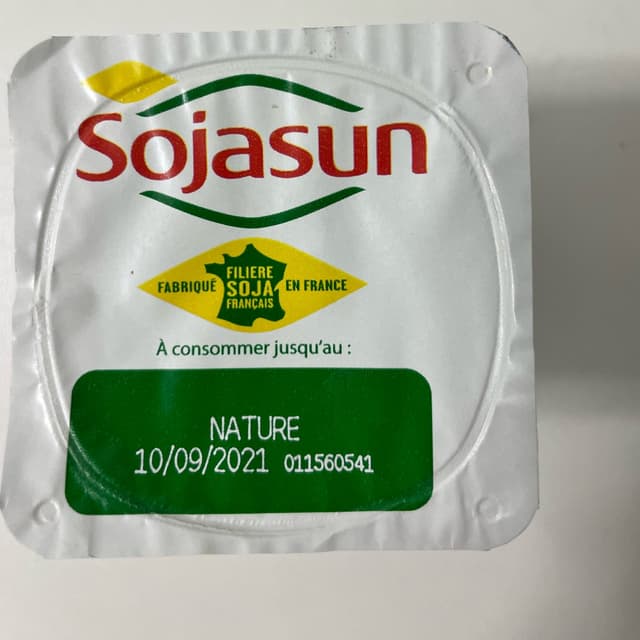 Sojasun
FABRIQUÉ FILIERE SOJA FRANÇAIS EN FRANCE
À consommer jusqu'au :
NATURE
10/09/2021 011560541